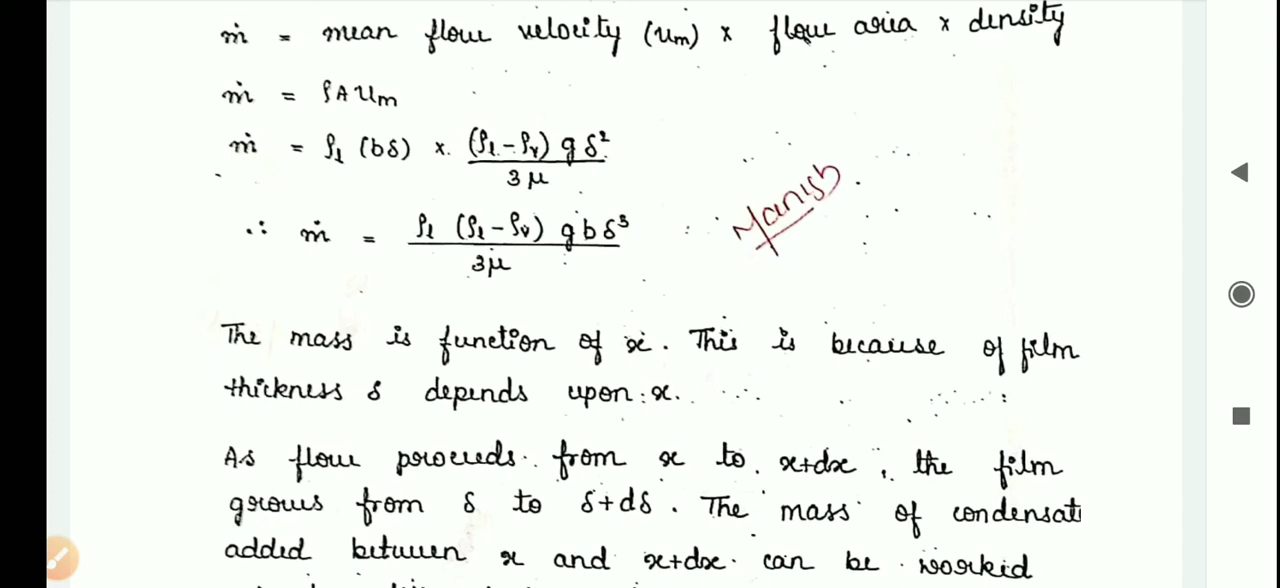 ṁ = mean flow velocity (um) × flow area × density
ṁ = ρAUm
ṁ = ρl (bδ) × (ρl - ρv) g δ² / 3μ
∴ ṁ = ρl (ρl - ρv) g b δ³ / 3μ
Manish
The mass is function of x. This is because of film
thickness δ depends upon x.
As flow proceeds from x to x+dx, the film
grows from δ to δ+dδ. The mass of condensat
added between x and x+dx can be worked